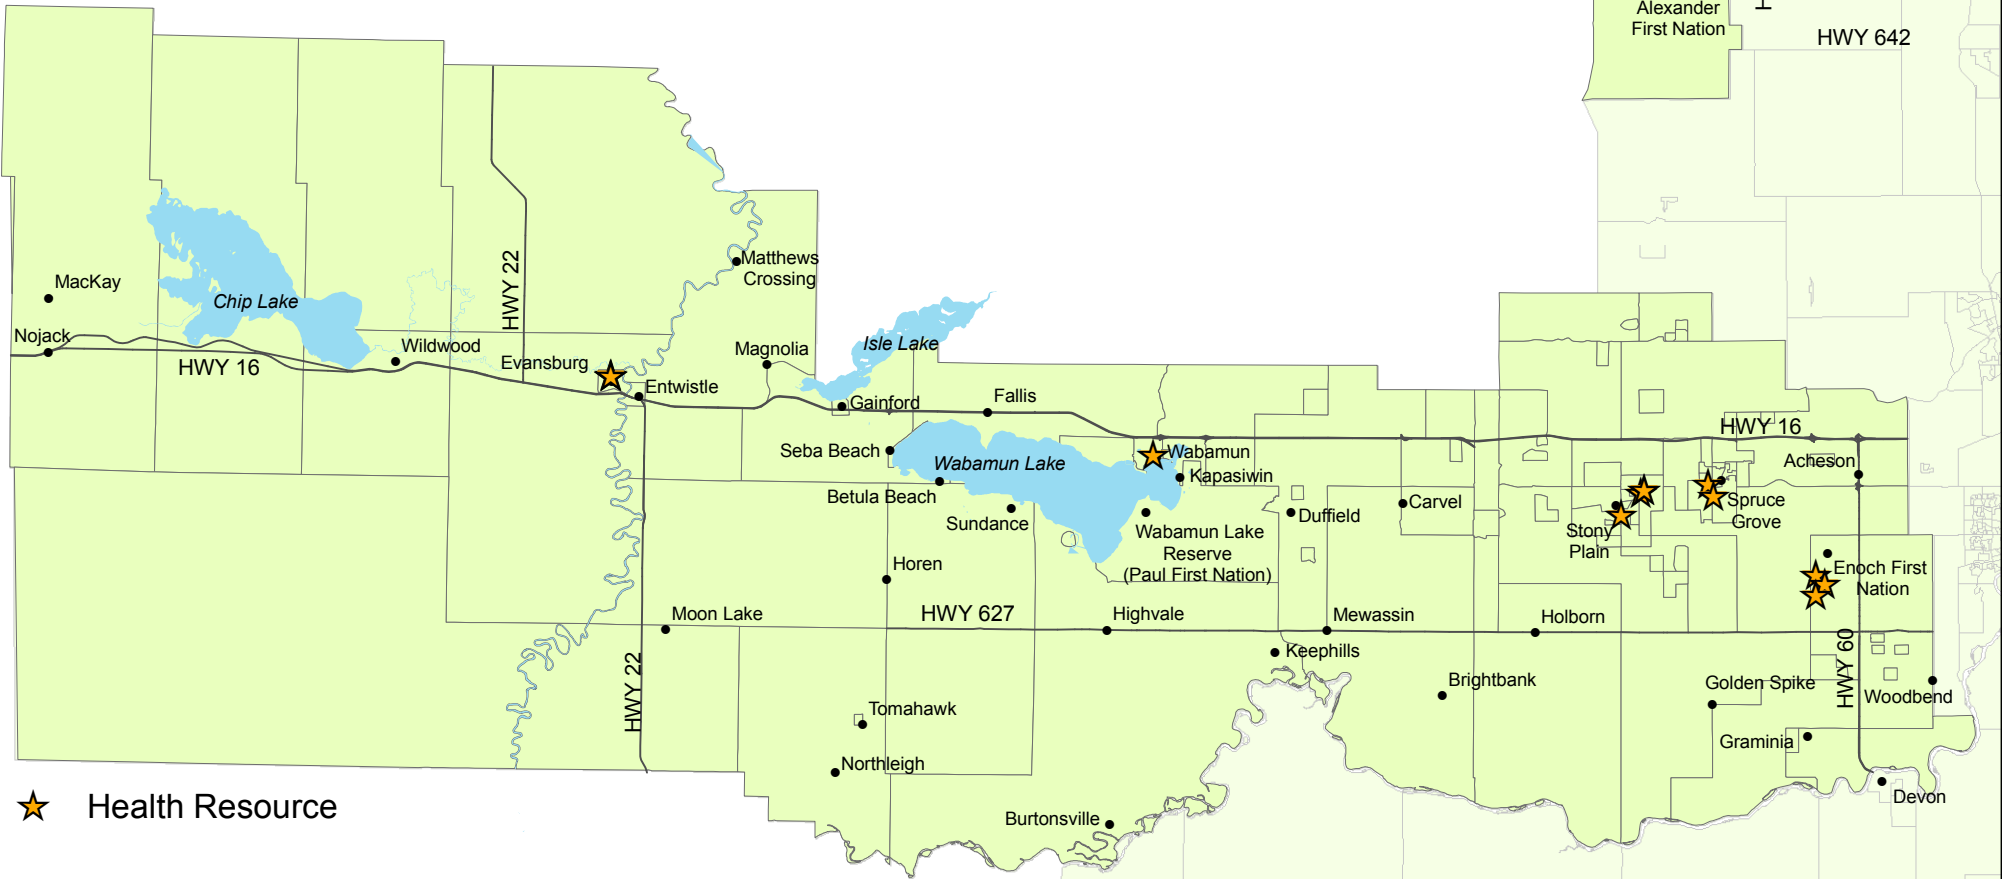 Alexander
First Nation
HWY 642
HWY 22
Matthews
Crossing
MacKay
Chip Lake
Nojack
HWY 16
Wildwood
Evansburg
Entwistle
Magnolia
Isle Lake
Gainford
Fallis
HWY 16
Seba Beach
Wabamun Lake
Wabamun
Kapasiwin
Acheson
Betula Beach
Sundance
Wabamun Lake
Reserve
(Paul First Nation)
Duffield
Carvel
Stony
Plain
Spruce
Grove
Horen
Enoch First
Nation
Moon Lake
HWY 627
Highvale
Mewassin
Holborn
Keephills
HWY 22
HWY 60
Brightbank
Golden Spike
Woodbend
Tomahawk
Graminia
Northleigh
Burtonsville
Devon
Health Resource